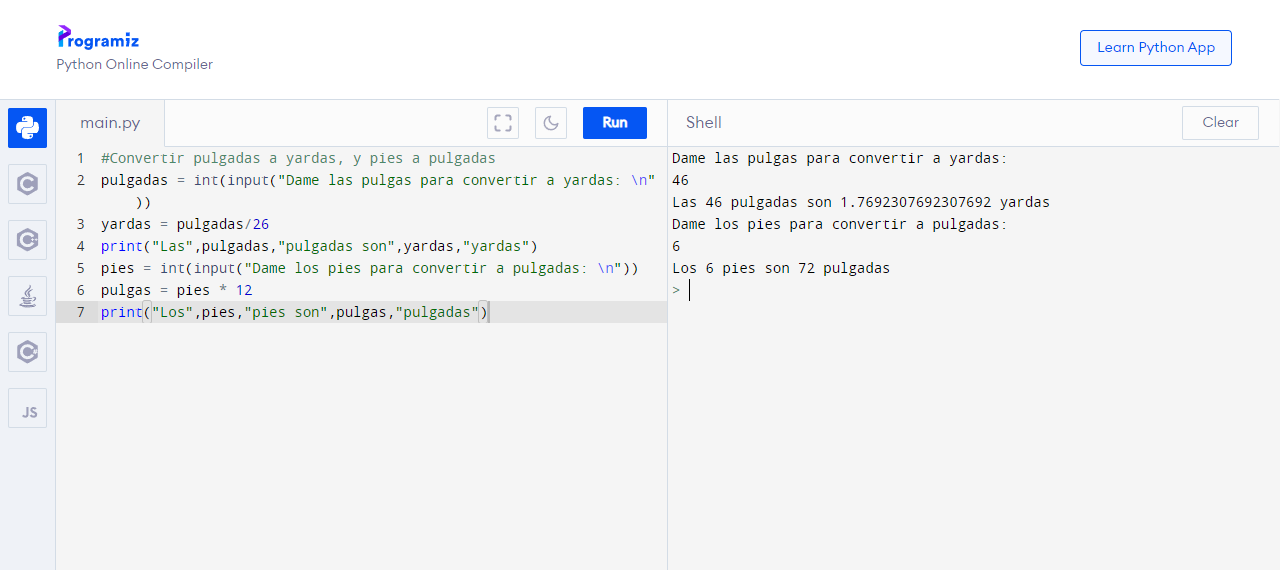 Programiz
Python Online Compiler
Learn Python App
main.py
Run
Shell
Clear
1 #Convertir pulgadas a yardas, y pies a pulgadas
2 pulgadas = int(input("Dame las pulgas para convertir a yardas: \n"
))
3 yardas = pulgadas/26
4 print("Las",pulgadas,"pulgadas son",yardas,"yardas")
5 pies = int(input("Dame los pies para convertir a pulgadas: \n"))
6 pulgas = pies * 12
7 print("Los",pies,"pies son",pulgas,"pulgadas")
JS
Dame las pulgas para convertir a yardas:
46
Las 46 pulgadas son 1.7692307692307692 yardas
Dame los pies para convertir a pulgadas:
6
Los 6 pies son 72 pulgadas
>